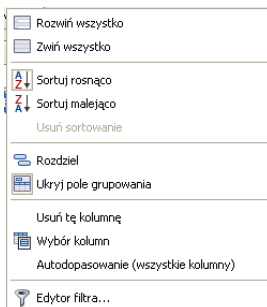 Rozwiń wszystko
Zwiń wszystko
Sortuj rosnąco
Sortuj malejąco
Usuń sortowanie
Rozdziel
Ukryj pole grupowania
Usuń tę kolumnę
Wybór kolumn
Autodopasowanie (wszystkie kolumny)
Edytor filtra...